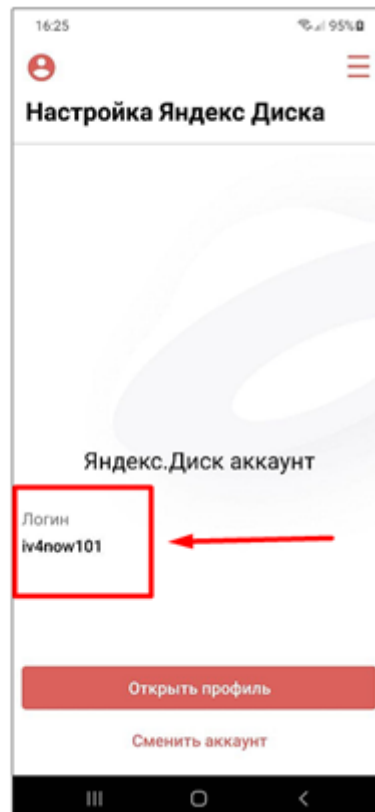 16:25 95%
Настройка Яндекс Диска
Яндекс.Диск аккаунт
Логин
iv4now101
Открыть профиль
Сменить аккаунт